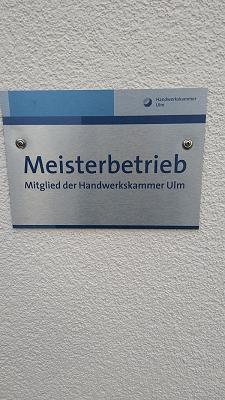 Handwerkskammer
Ulm
Meisterbetrieb
Mitglied der Handwerkskammer Ulm